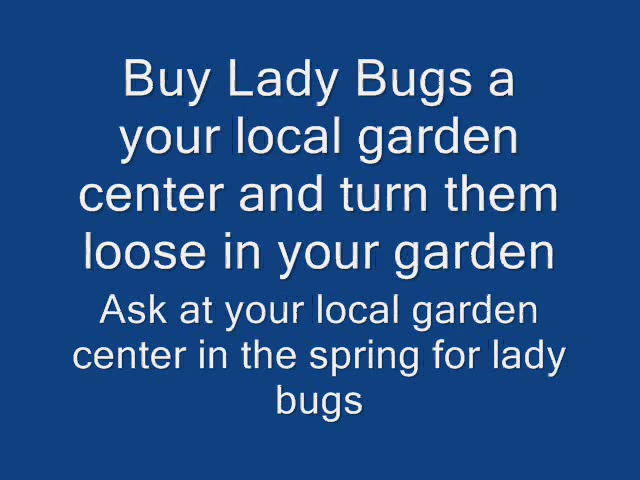 Buy Lady Bugs a
your local garden
center and turn them
loose in your garden
Ask at your local garden
center in the spring for lady
bugs